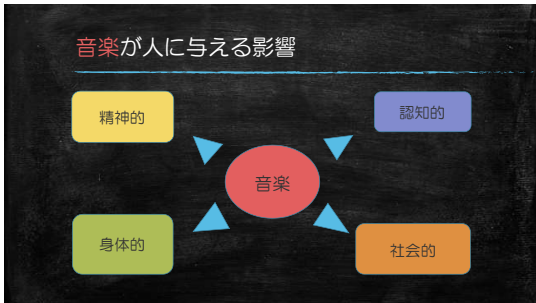 音楽が人に与える影響
精神的
認知的
音楽
身体的
社会的